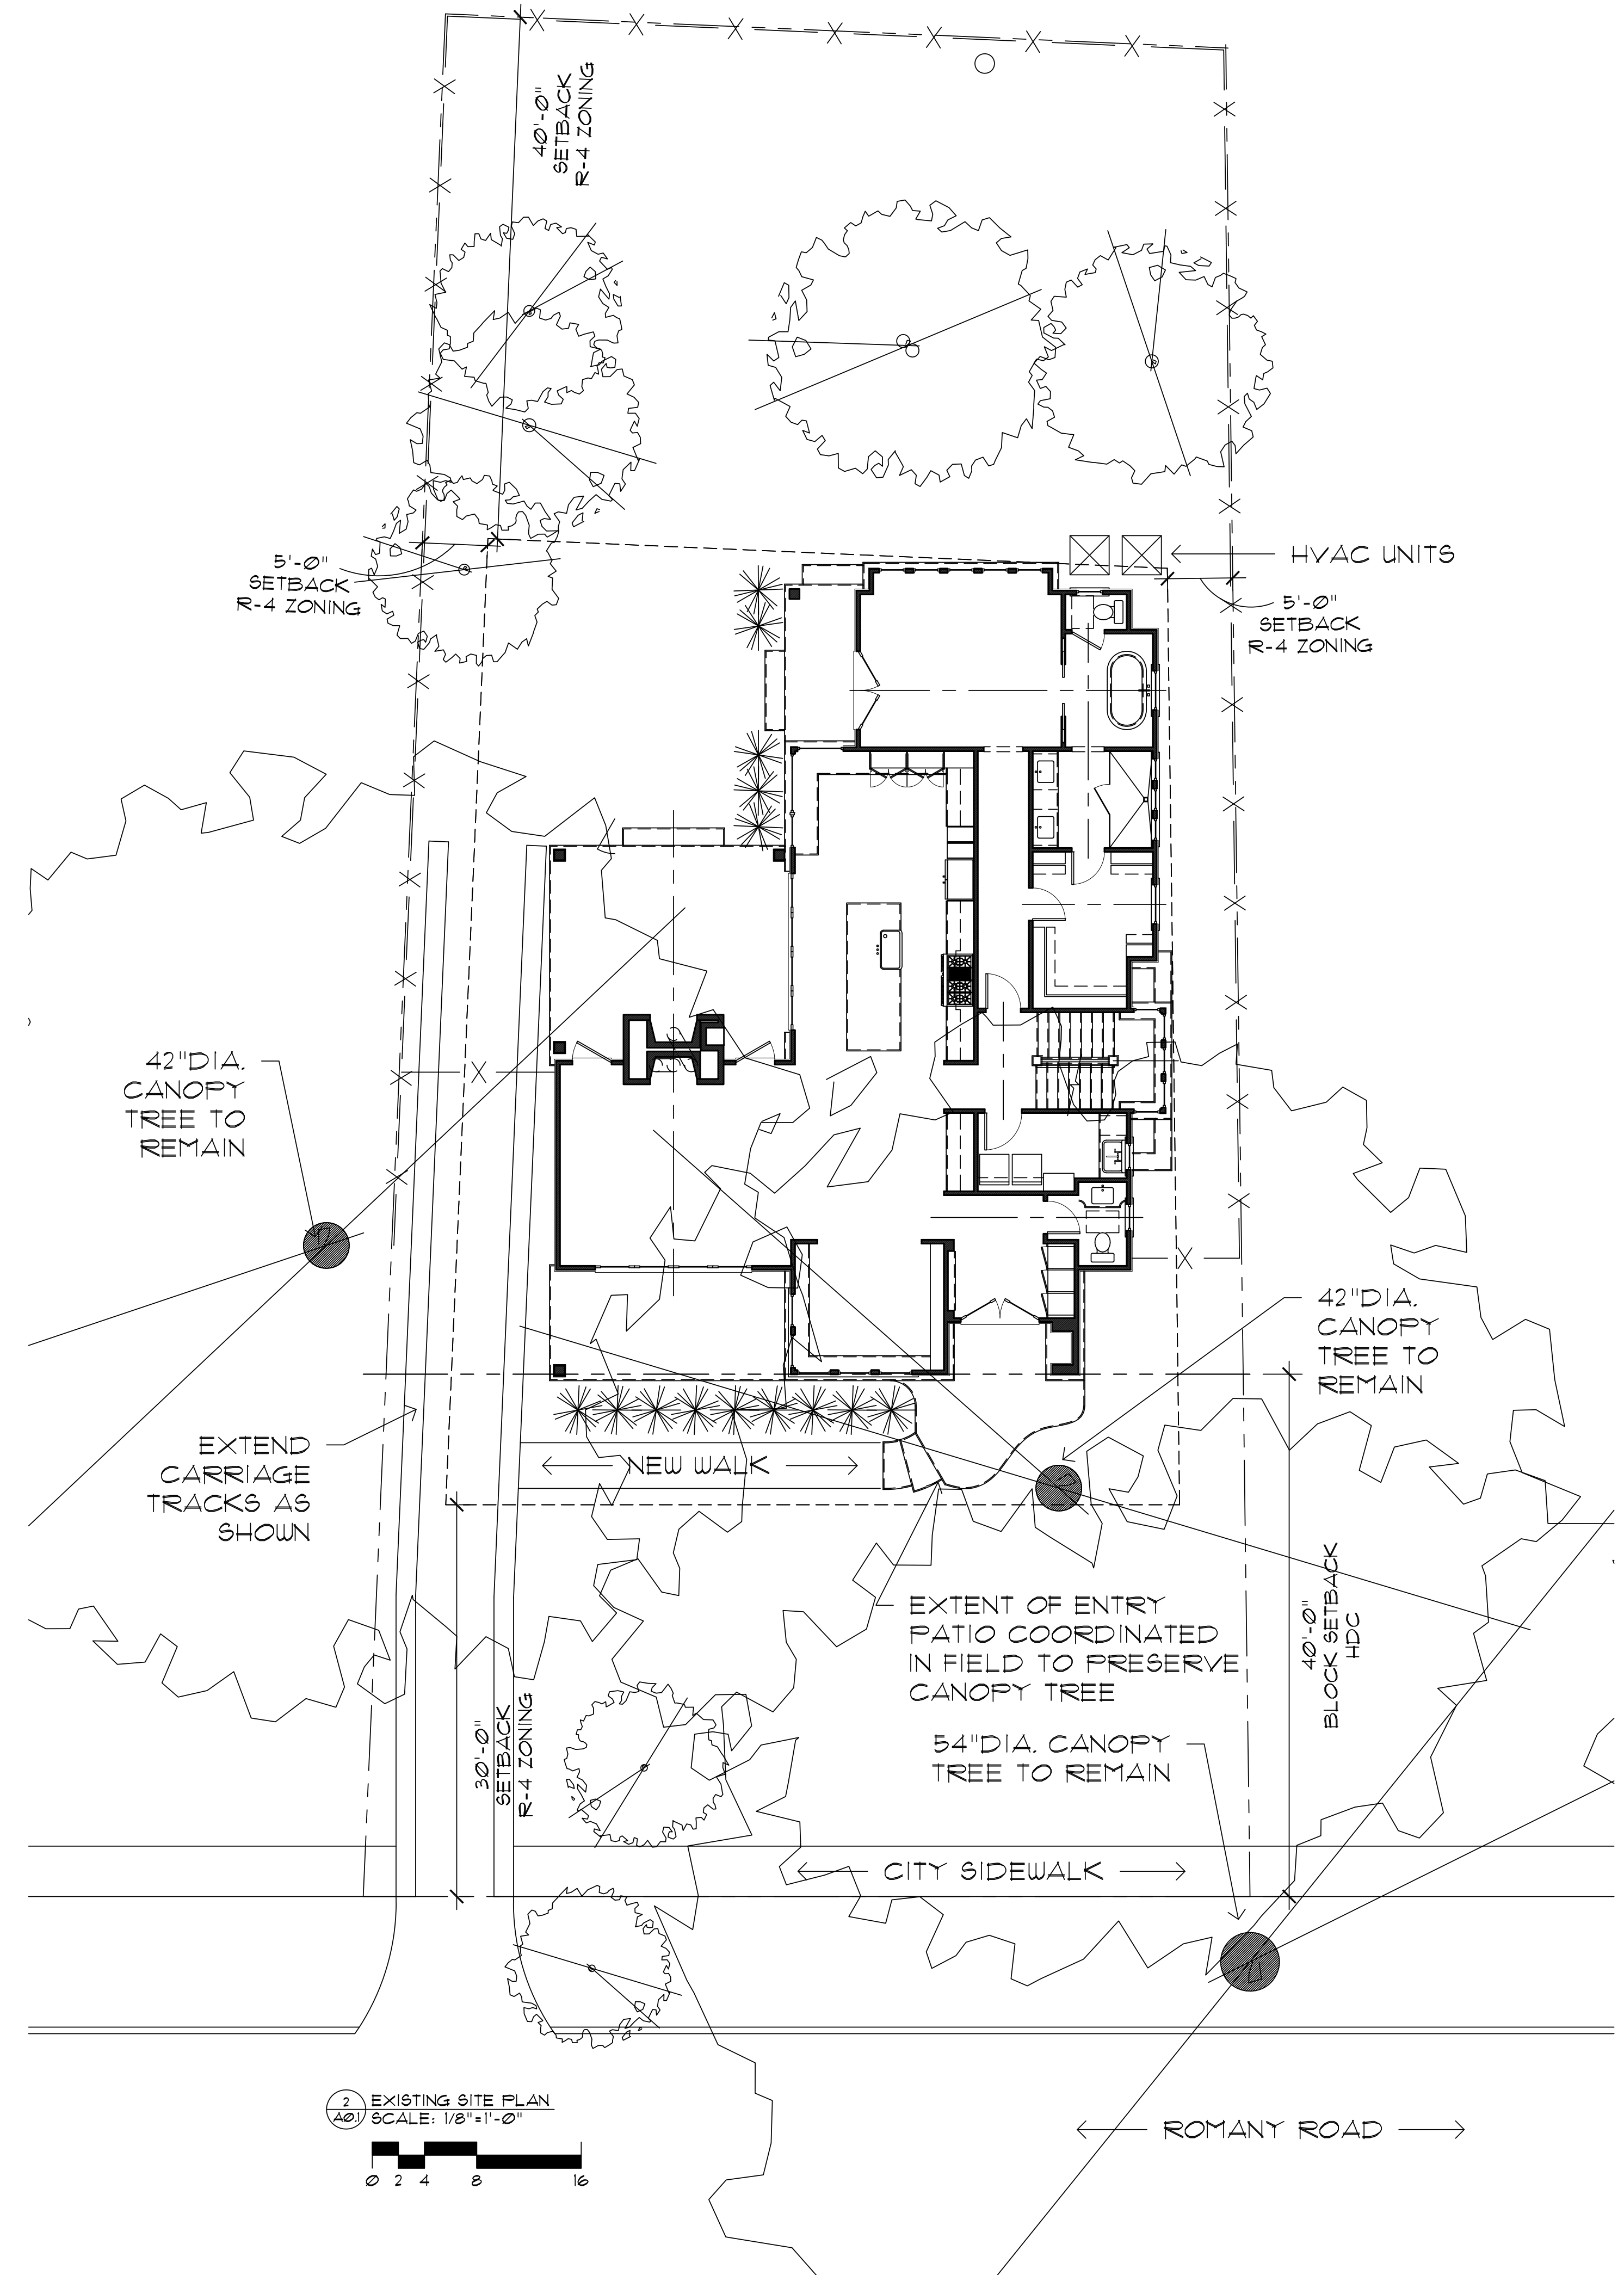 40'-0"
SETBACK
R-4 ZONING
HVAC UNITS
5'-0"
SETBACK
R-4 ZONING
5'-0"
SETBACK
R-4 ZONING
42"DIA.
CANOPY
TREE TO
REMAIN
42"DIA.
CANOPY
TREE TO
REMAIN
EXTEND
CARRIAGE
TRACKS AS
SHOWN
NEW WALK
EXTENT OF ENTRY
PATIO COORDINATED
IN FIELD TO PRESERVE
CANOPY TREE
40'-0"
BLOCK SETBACK
HDC
30'-0"
SETBACK
R-4 ZONING
54"DIA. CANOPY
TREE TO REMAIN
CITY SIDEWALK
2
A0.1
EXISTING SITE PLAN
SCALE: 1/8"=1'-0"
0 2 4 8 16
ROMANY ROAD